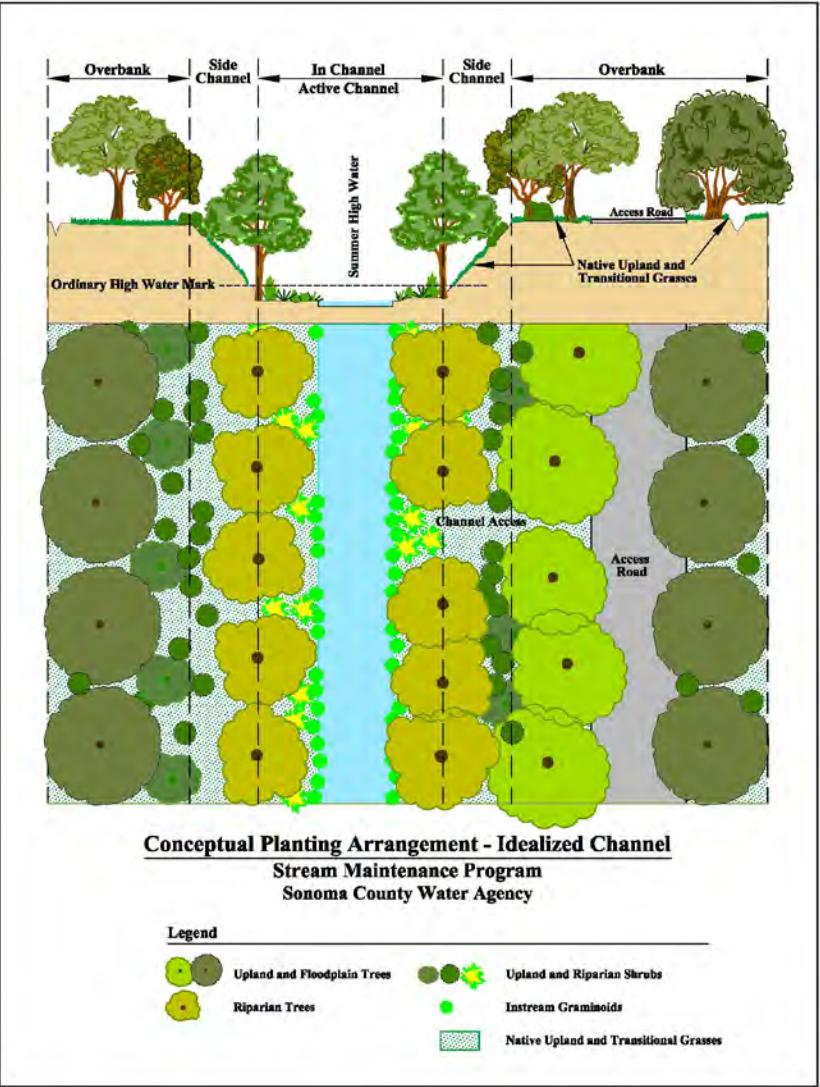 Overbank
Side
Channel
In Channel
Active Channel
Side
Channel
Overbank
Summer High Water
Access Road
Native Upland and
Transitional Grasses
Ordinary High Water Mark
Channel Access
Access
Road
Conceptual Planting Arrangement - Idealized Channel
Stream Maintenance Program
Sonoma County Water Agency
Legend
Upland and Floodplain Trees
Upland and Riparian Shrubs
Riparian Trees
Instream Graminoids
Native Upland and Transitional Grasses